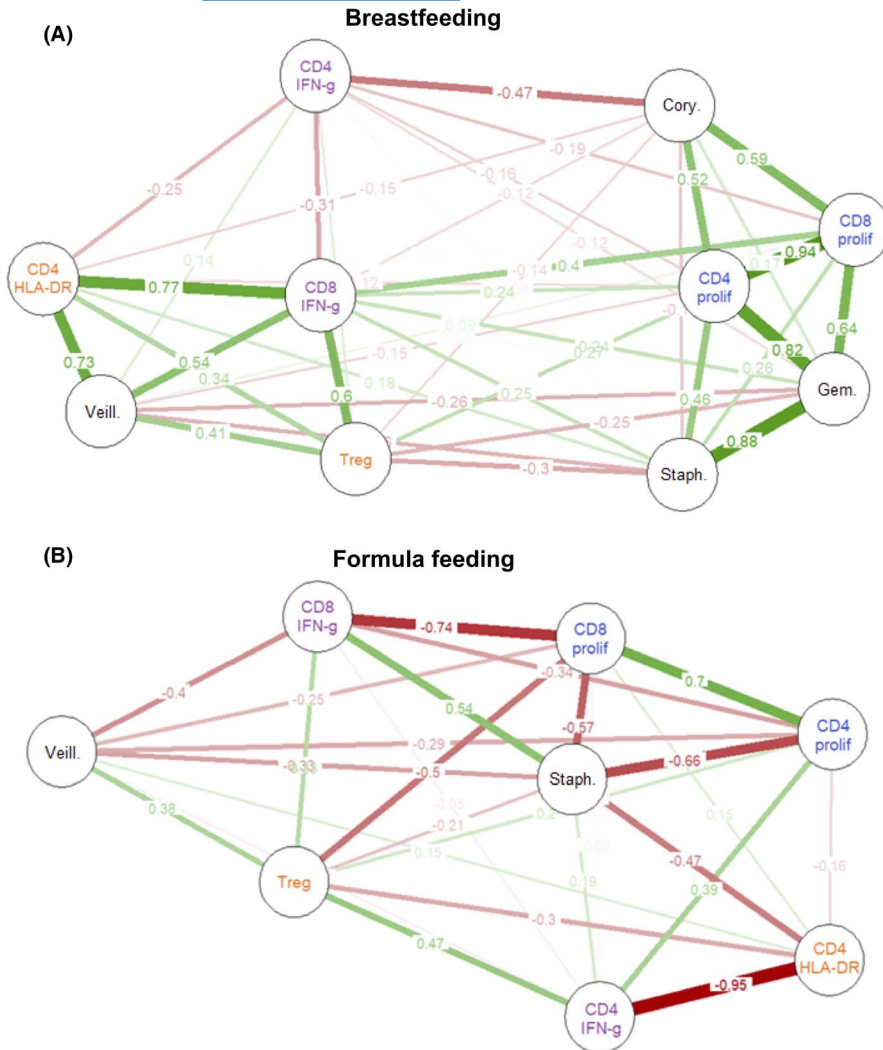 Breastfeeding
(A)
CD4
IFN-g
-0.47
Cory.
-0.19
0.59
-0.25
-0.15
-0.16
0.52
-0.31
-0.12
CD8
prolif
-0.12
0.14
0.17
0.94
CD4
HLA-DR
0.77
CD8
IFN-g
-0.14
0.4
0.24
CD4
prolif
0.09
0.73
0.54
-0.15
0.27
0.82
0.64
0.34
0.18
0.26
Veill.
0.25
0.46
Gem.
-0.26
0.6
0.41
-0.25
0.88
Treg
-0.3
Staph.
(B)
Formula feeding
CD8
IFN-g
-0.74
CD8
prolif
-0.34
0.7
-0.4
-0.25
0.54
-0.57
CD4
prolif
Veill.
-0.29
-0.33
-0.5
Staph.
-0.66
0.38
-0.05
0.2
0.15
-0.21
0.15
-0.47
-0.16
Treg
0.19
0.39
-0.3
0.47
CD4
HLA-DR
-0.95
CD4
IFN-g